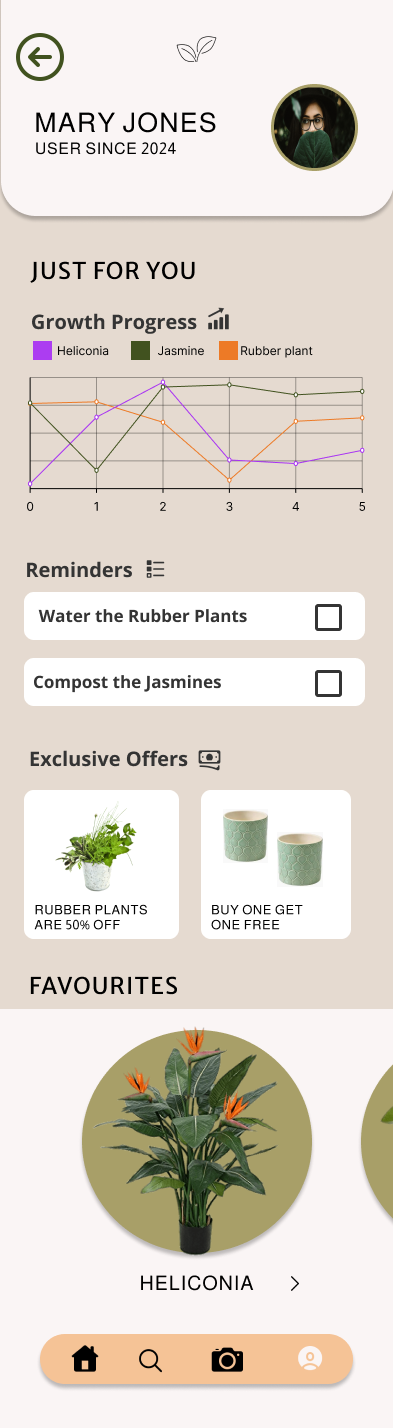 MARY JONES
USER SINCE 2024
JUST FOR YOU
Growth Progress
Heliconia Jasmine Rubber plant
0 1 2 3 4 5
Reminders
Water the Rubber Plants
Compost the Jasmines
Exclusive Offers
RUBBER PLANTS
ARE 50% OFF
BUY ONE GET
ONE FREE
FAVOURITES
HELICONIA